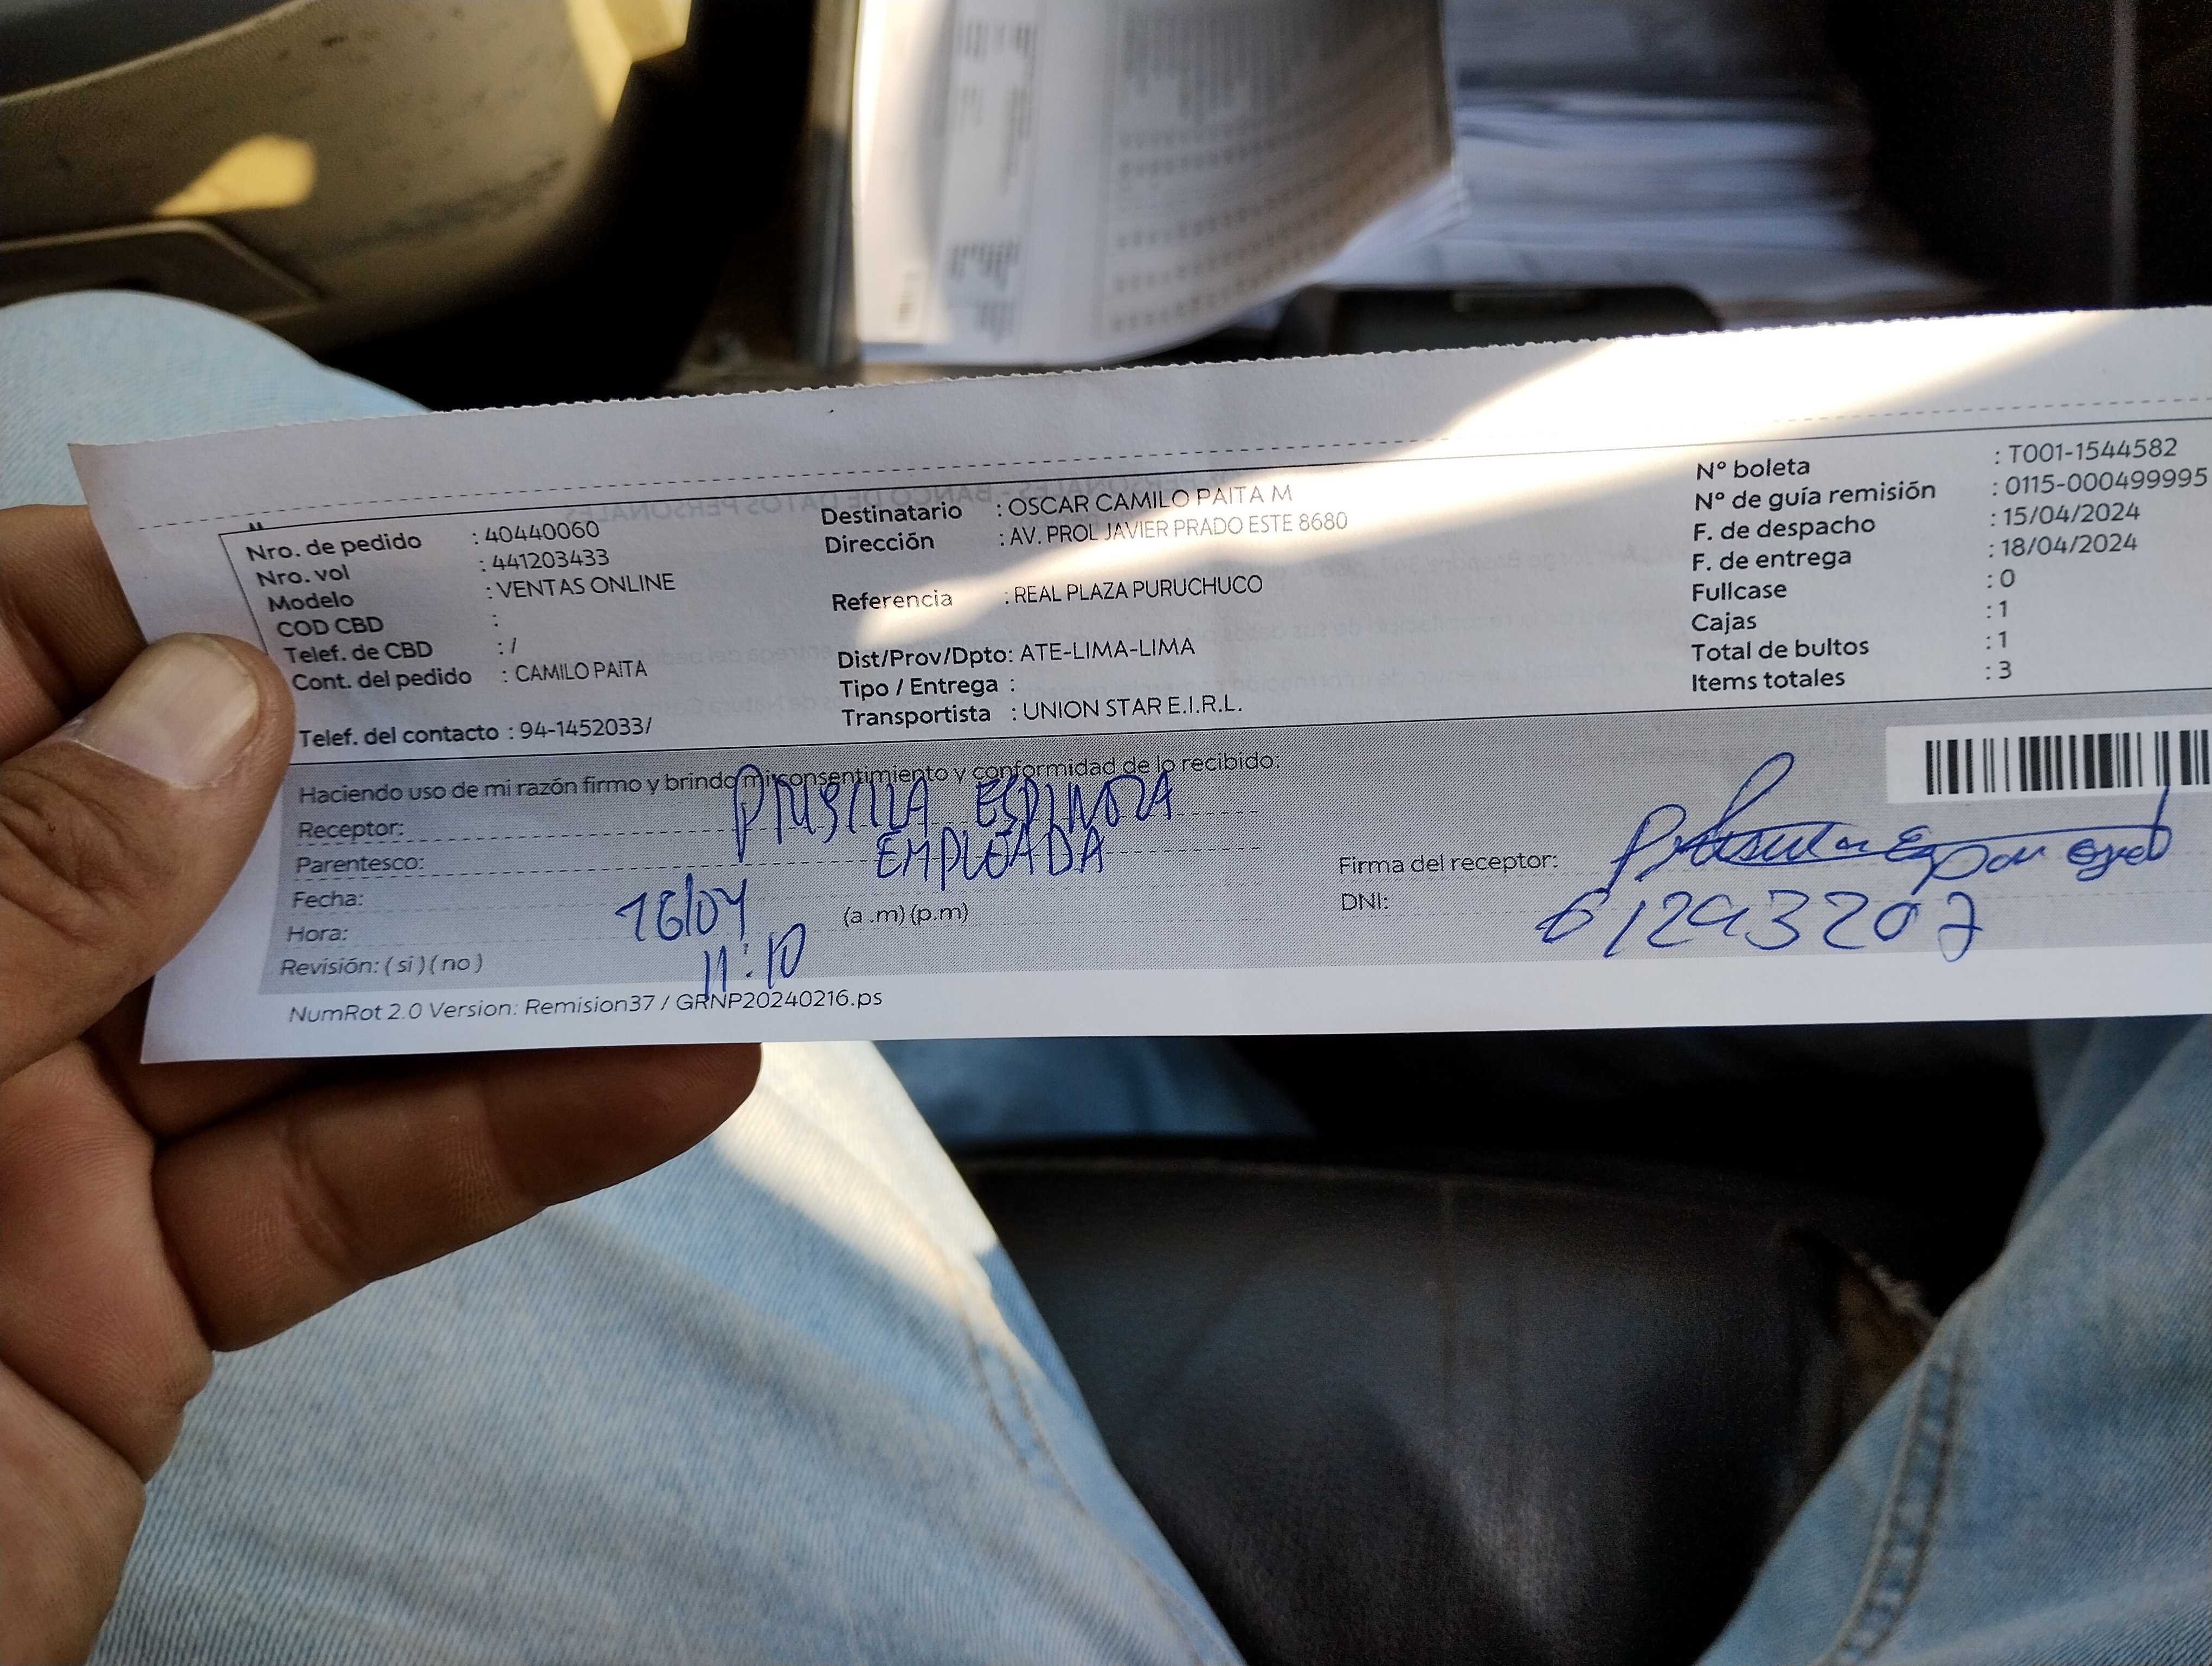 Nro. de pedido : 40440060
Nro. vol : 441203433
Modelo : VENTAS ONLINE
COD CBD :
Telef. de CBD : /
Cont. del pedido : CAMILO PAITA
Telef. del contacto : 94-1452033/
Destinatario : OSCAR CAMILO PAITA M
Dirección : AV. PROL JAVIER PRADO ESTE 8680
Referencia : REAL PLAZA PURUCHUCO
Dist/Prov/Dpto: ATE-LIMA-LIMA
Tipo / Entrega :
Transportista : UNION STAR E.I.R.L.
Nº boleta : T001-1544582
Nº de guía remisión : 0115-000499995
F. de despacho : 15/04/2024
F. de entrega : 18/04/2024
Fullcase : 0
Cajas : 1
Total de bultos : 1
Items totales : 3
Haciendo uso de mi razón firmo y brindo mi consentimiento y conformidad de lo recibido:
Receptor: PRISILLA ESPINOZA
Parentesco: EMPLEADA
Fecha: 16/04
Hora: 11:10 (a .m) (p.m)
Revisión: ( si ) ( no )
Firma del receptor:
DNI: 61293207
NumRot 2.0 Version: Remision37 / GRNP20240216.ps